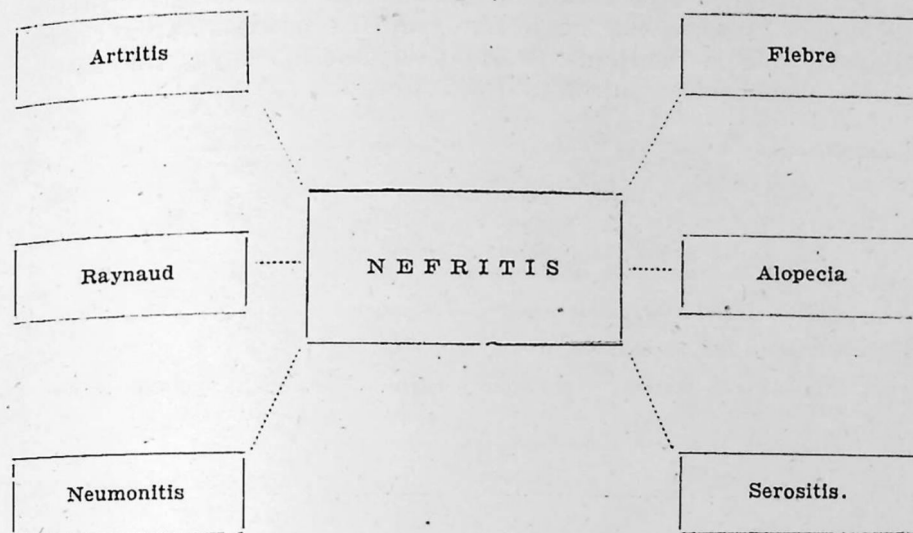 Artritis
Fiebre
NEFRITIS
Raynaud
Alopecia
Neumonitis
Serositis.